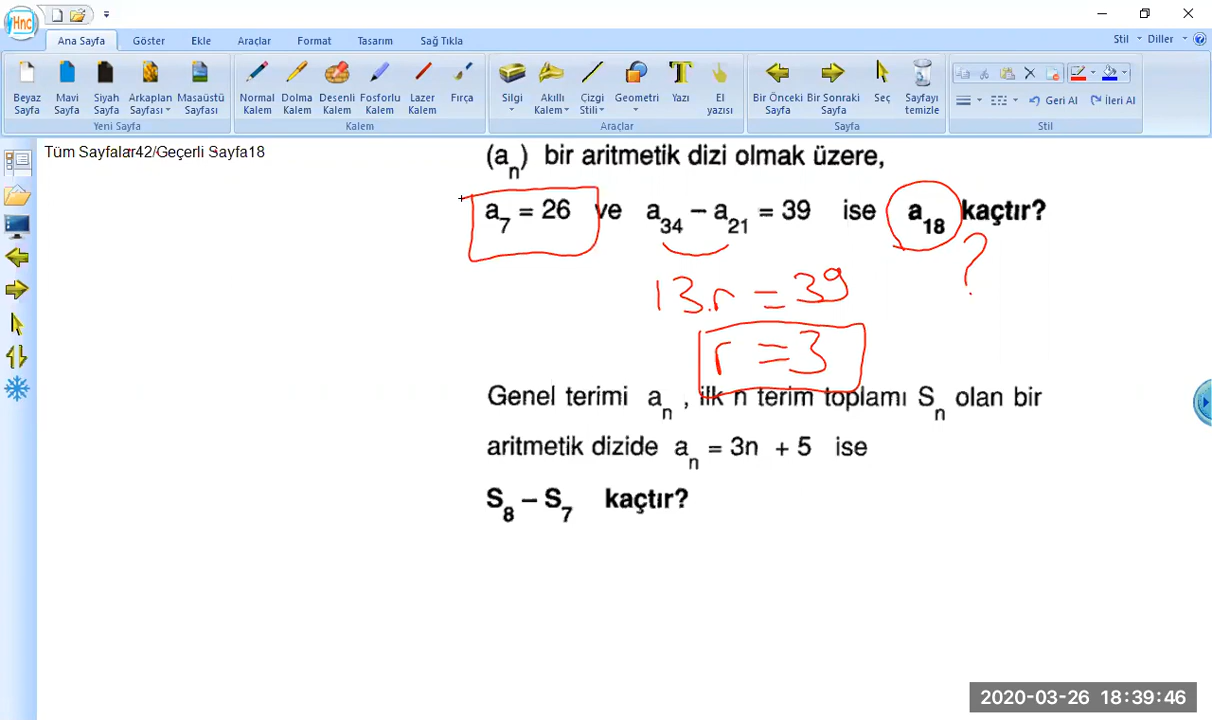 Hnc
Ana Sayfa Göster Ekle Araçlar Format Tasarım Sağ Tıkla Stil Diller
Beyaz Sayfa Mavi Sayfa Siyah Sayfa Arkaplan Sayfası Masaüstü Sayfası
Normal Kalem Dolma Kalem Desenli Kalem Fosforlu Kalem Lazer Kalem Fırça
Silgi Akıllı Kalem Çizgi Stili Geometri Yazı El yazısı
Bir Önceki Sayfa Bir Sonraki Sayfa Seç Sayfayı temizle
Geri Al İleri Al
Yeni Sayfa Kalem Araçlar Sayfa Stil
Tüm Sayfalar42/Geçerli Sayfa18
(aₙ) bir aritmetik dizi olmak üzere,
a₇ = 26 ve a₃₄ – a₂₁ = 39 ise a₁₈ kaçtır?
?
13.r = 39
r = 3
Genel terimi aₙ , ilk n terim toplamı Sₙ olan bir
aritmetik dizide aₙ = 3n + 5 ise
S₈ – S₇ kaçtır?
2020-03-26 18:39:46